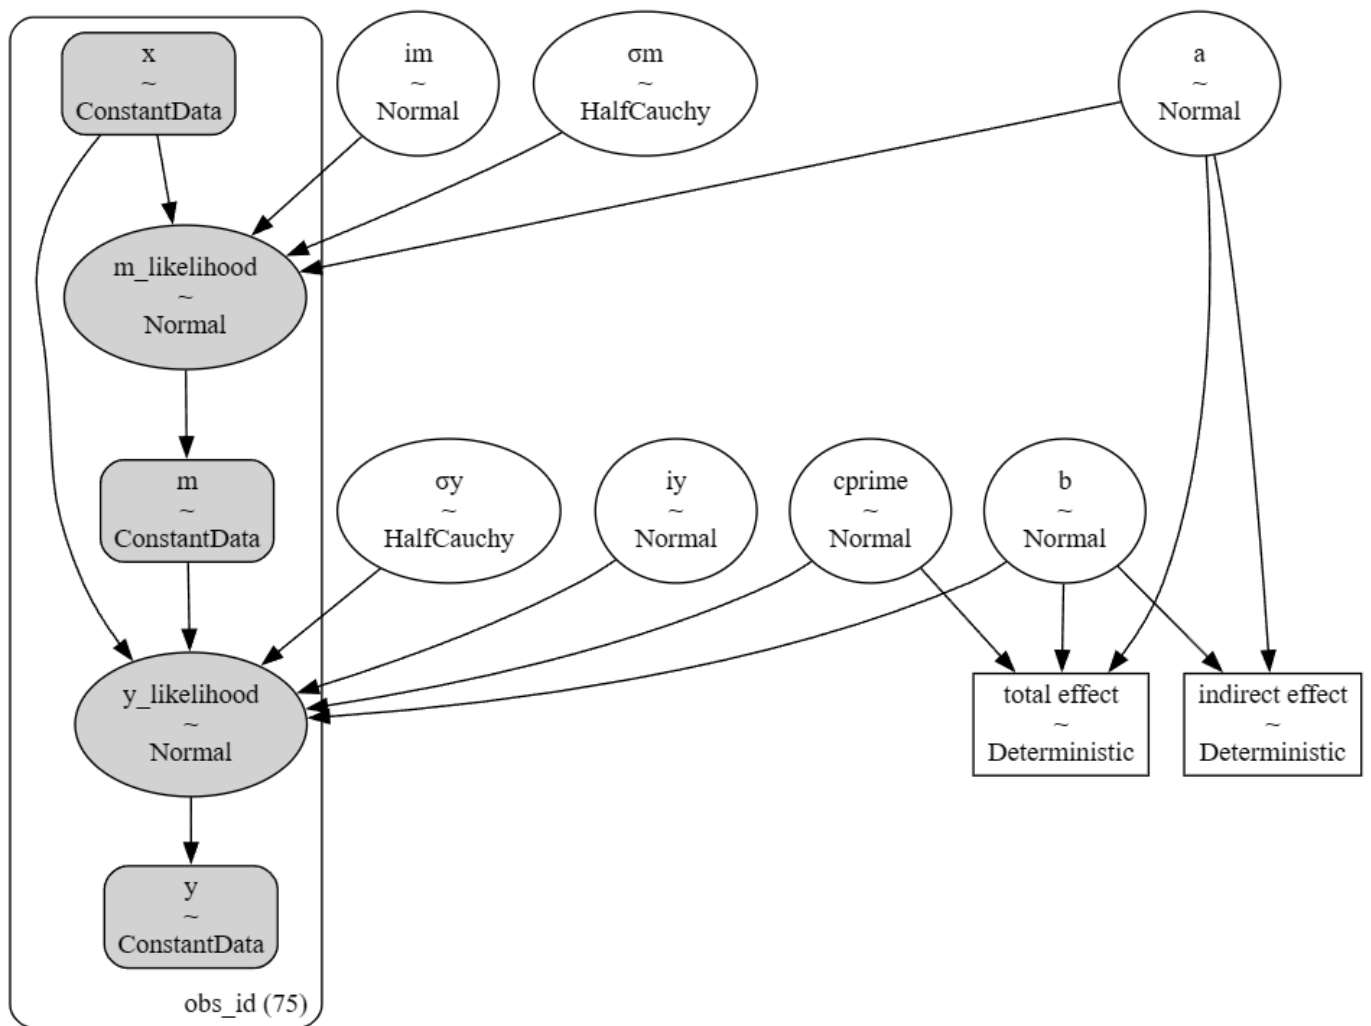 x
~
ConstantData
im
~
Normal
σm
~
HalfCauchy
a
~
Normal
m_likelihood
~
Normal
m
~
ConstantData
σy
~
HalfCauchy
iy
~
Normal
cprime
~
Normal
b
~
Normal
y_likelihood
~
Normal
total effect
~
Deterministic
indirect effect
~
Deterministic
y
~
ConstantData
obs_id (75)